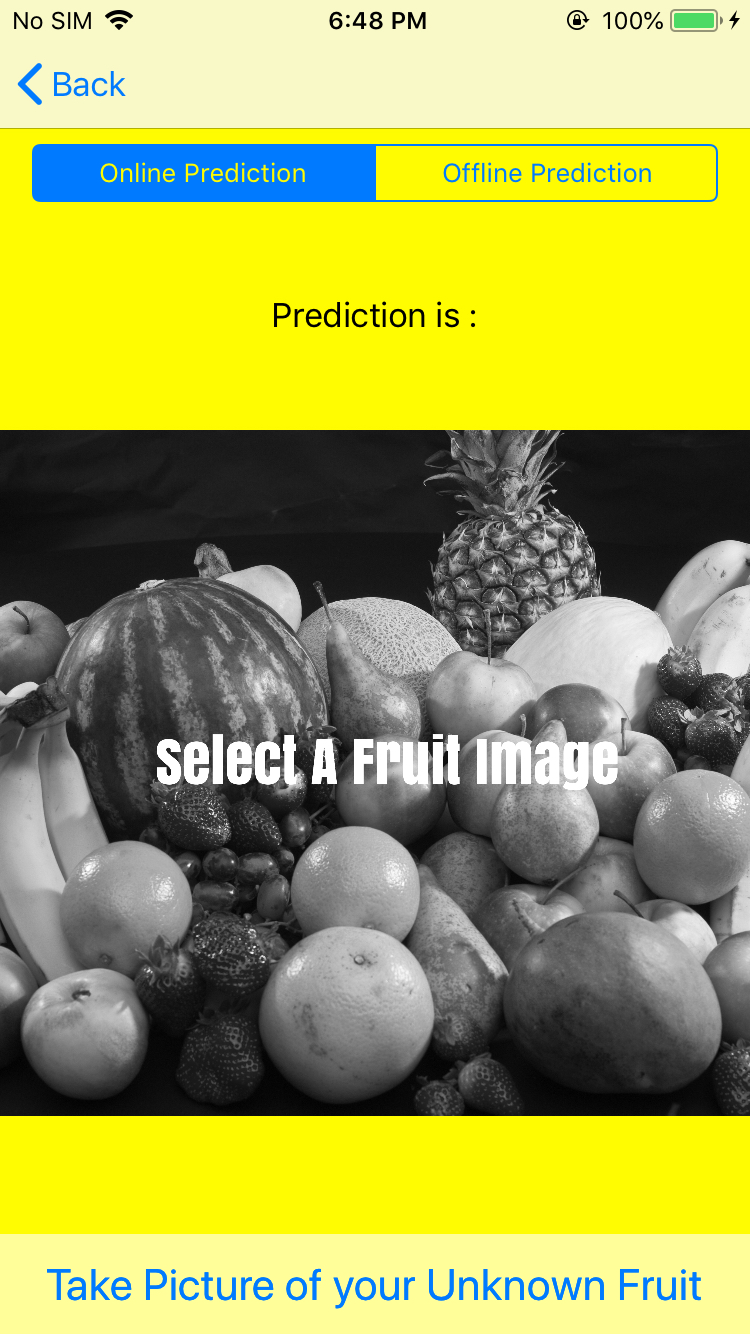 No SIM 6:48 PM 100%
Back
Online Prediction Offline Prediction
Prediction is :
Select A Fruit Image
Take Picture of your Unknown Fruit